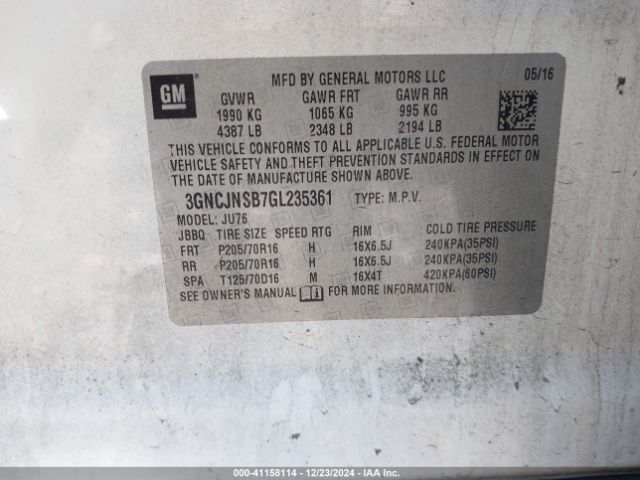 GM
MFD BY GENERAL MOTORS LLC 05/16
GVWR GAWR FRT GAWR RR
1990 KG 1065 KG 995 KG
4387 LB 2348 LB 2194 LB
THIS VEHICLE CONFORMS TO ALL APPLICABLE U.S. FEDERAL MOTOR
VEHICLE SAFETY AND THEFT PREVENTION STANDARDS IN EFFECT ON
THE DATE OF MANUFACTURE SHOWN ABOVE.
3GNCJNSB7GL235361 TYPE: M.P.V.
MODEL: JU76
JBBQ TIRE SIZE SPEED RTG RIM COLD TIRE PRESSURE
FRT P205/70R16 H 16X6.5J 240KPA(35PSI)
RR P205/70R16 H 16X6.5J 240KPA(35PSI)
SPA T125/70D16 M 16X4T 420KPA(60PSI)
SEE OWNER'S MANUAL FOR MORE INFORMATION.
000-41158114 - 12/23/2024 - IAA Inc.